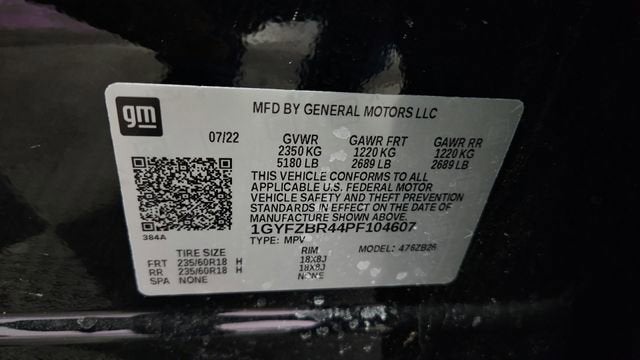 gm
MFD BY GENERAL MOTORS LLC
07/22 GVWR GAWR FRT GAWR RR
2350 KG 1220 KG 1220 KG
5180 LB 2689 LB 2689 LB
THIS VEHICLE CONFORMS TO ALL
APPLICABLE U.S. FEDERAL MOTOR
VEHICLE SAFETY AND THEFT PREVENTION
STANDARDS IN EFFECT ON THE DATE OF
MANUFACTURE SHOWN ABOVE.
384A
1GYFZBR44PF104607
TYPE: MPV MODEL: 476ZB26
TIRE SIZE RIM
FRT 235/60R18 H 18X8J
RR 235/60R18 H 18X8J
SPA NONE NONE